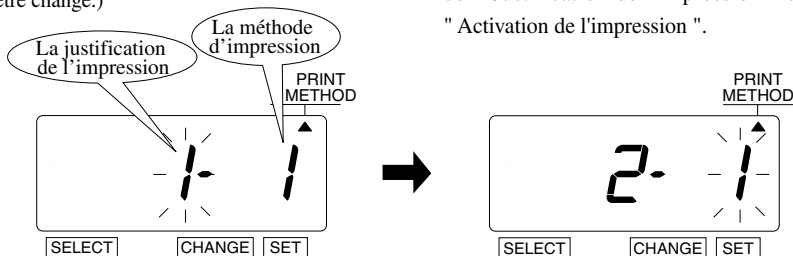 être changé.)
" Activation de l'impression ".
La justification
de l'impression
La méthode
d'impression
PRINT
METHOD
1- 1
SELECT CHANGE SET
PRINT
METHOD
2- 1
SELECT CHANGE SET